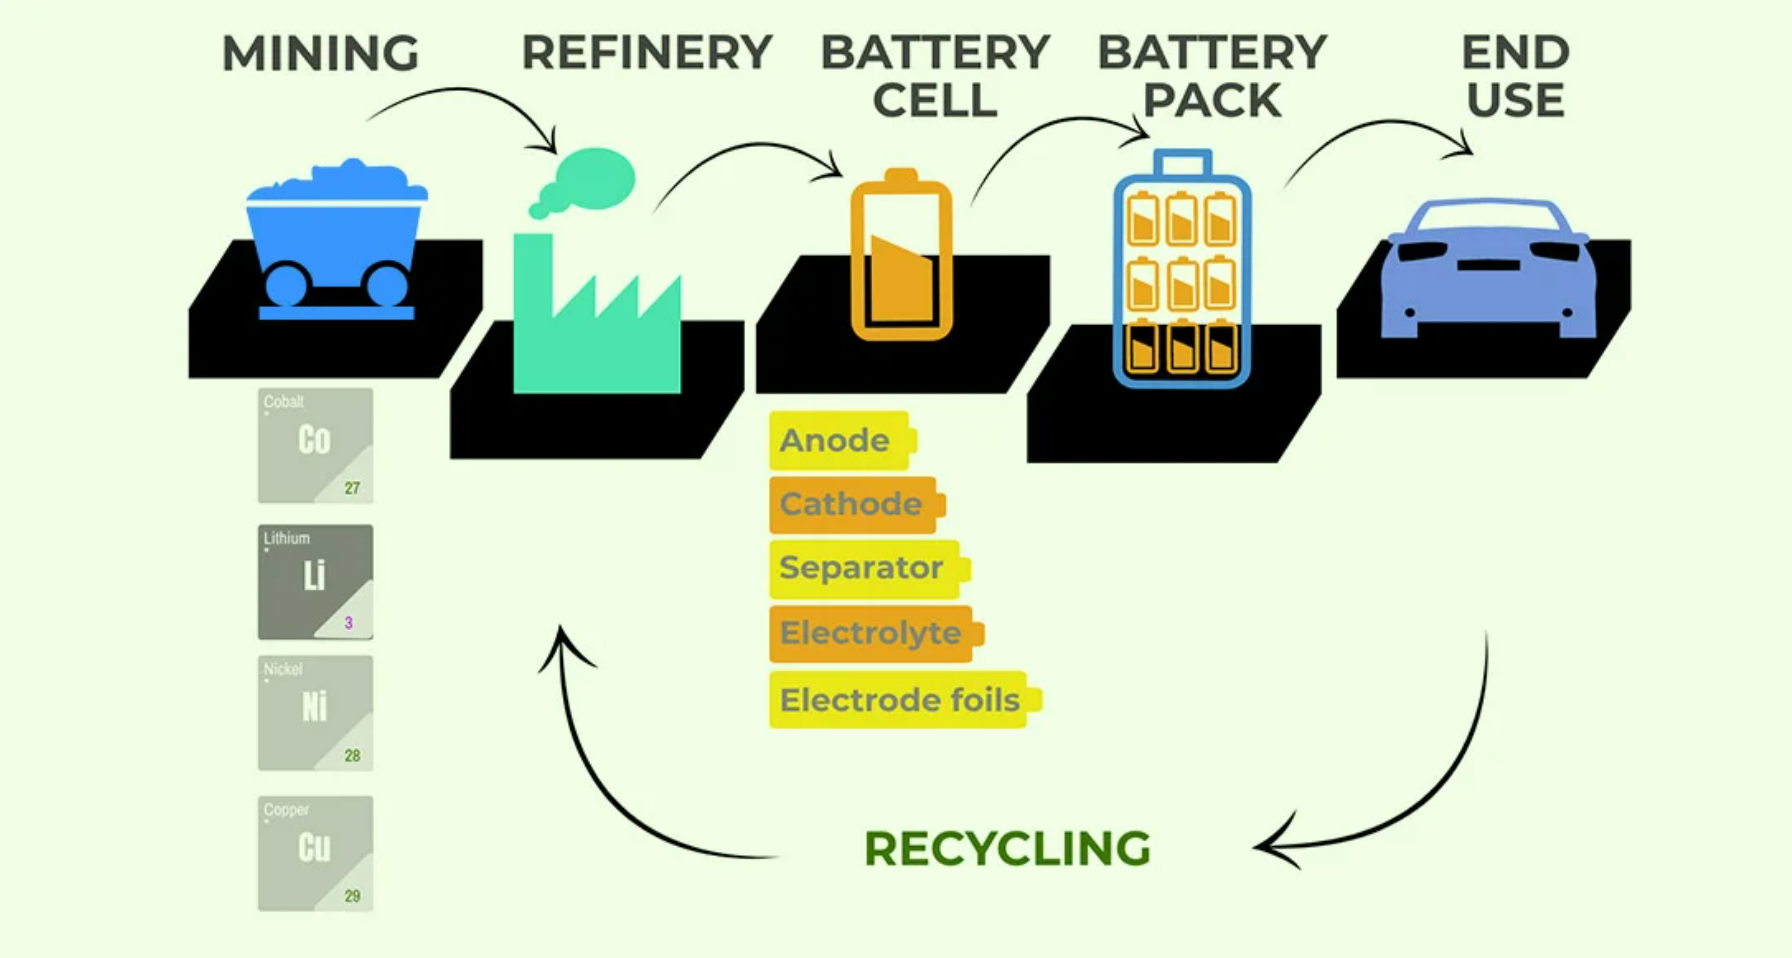 MINING
REFINERY
BATTERY
CELL
BATTERY
PACK
END
USE
Cobalt
Co
27
Lithium
Li
3
Nickel
Ni
28
Copper
Cu
29
Anode
Cathode
Separator
Electrolyte
Electrode foils
RECYCLING